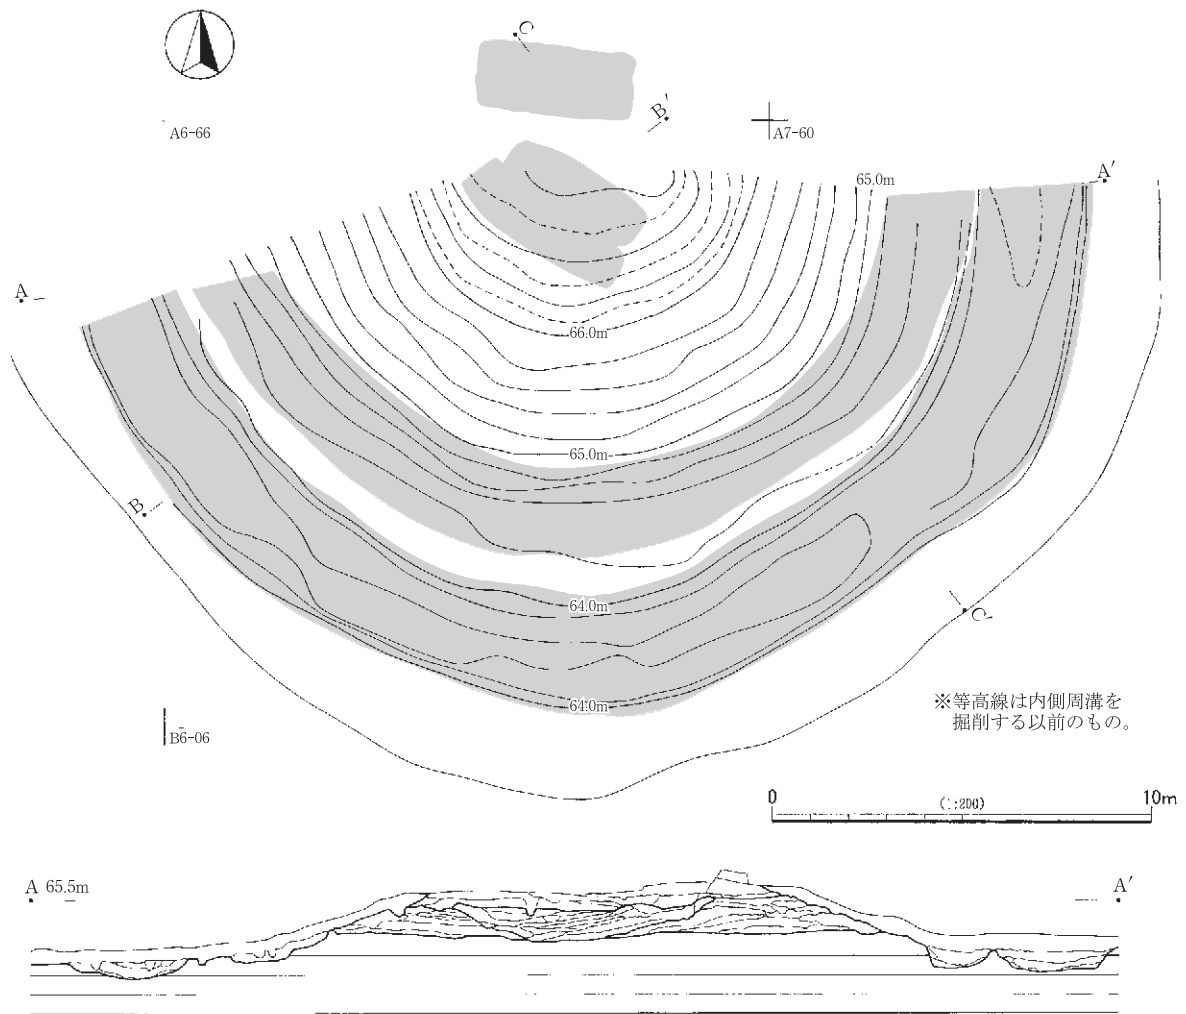 C
B′
A6-66
A7-60
A′
65.0m
A
66.0m
65.0m
B
64.0m
C′
64.0m
※等高線は内側周溝を
掘削する以前のもの。
B6-06
0
(1:200)
10m
A 65.5m
A′